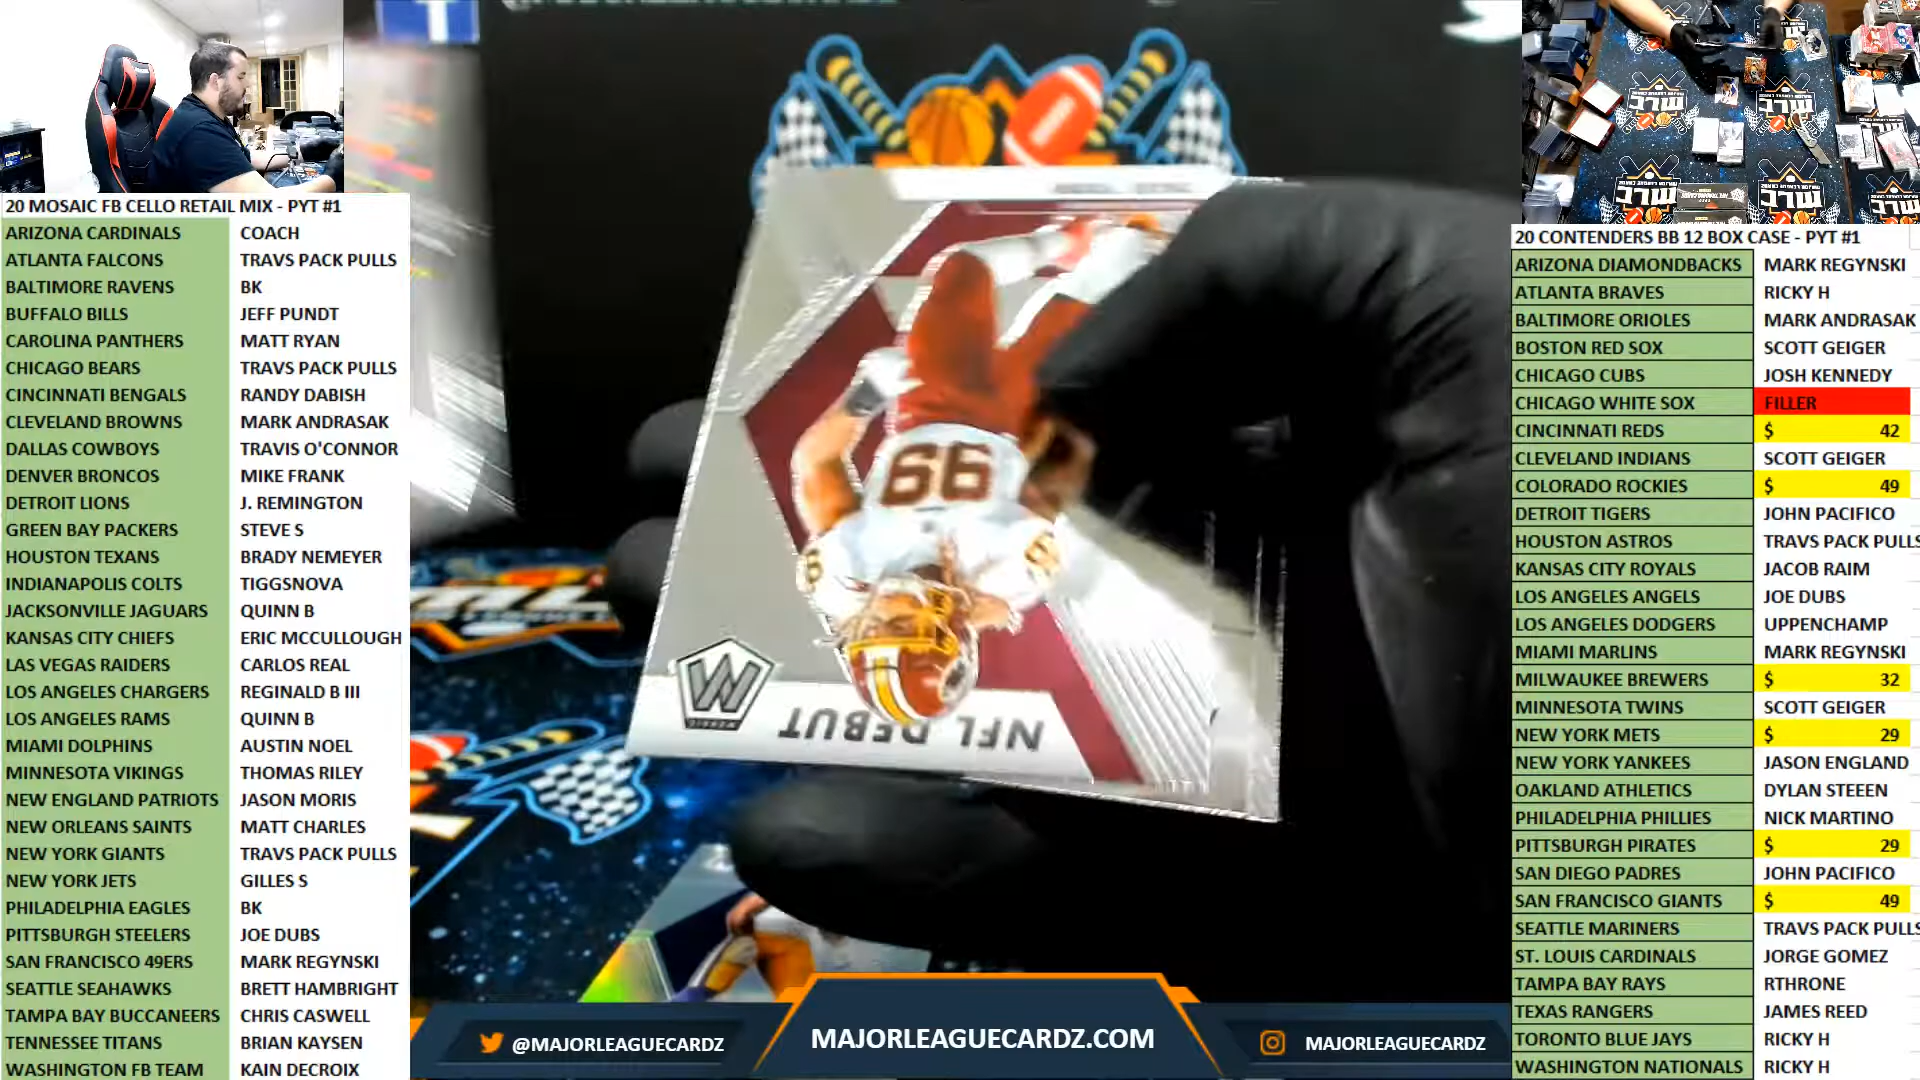 20 MOSAIC FB CELLO RETAIL MIX - PYT #1
ARIZONA CARDINALS COACH
ATLANTA FALCONS TRAVS PACK PULLS
BALTIMORE RAVENS BK
BUFFALO BILLS JEFF PUNDT
CAROLINA PANTHERS MATT RYAN
CHICAGO BEARS TRAVS PACK PULLS
CINCINNATI BENGALS RANDY DABISH
CLEVELAND BROWNS MARK ANDRASAK
DALLAS COWBOYS TRAVIS O'CONNOR
DENVER BRONCOS MIKE FRANK
DETROIT LIONS J. REMINGTON
GREEN BAY PACKERS STEVE S
HOUSTON TEXANS BRADY NEMEYER
INDIANAPOLIS COLTS TIGGSNOVA
JACKSONVILLE JAGUARS QUINN B
KANSAS CITY CHIEFS ERIC MCCULLOUGH
LAS VEGAS RAIDERS CARLOS REAL
LOS ANGELES CHARGERS REGINALD B III
LOS ANGELES RAMS QUINN B
MIAMI DOLPHINS AUSTIN NOEL
MINNESOTA VIKINGS THOMAS RILEY
NEW ENGLAND PATRIOTS JASON MORIS
NEW ORLEANS SAINTS MATT CHARLES
NEW YORK GIANTS TRAVS PACK PULLS
NEW YORK JETS GILLES S
PHILADELPHIA EAGLES BK
PITTSBURGH STEELERS JOE DUBS
SAN FRANCISCO 49ERS MARK REGYNSKI
SEATTLE SEAHAWKS BRETT HAMBRIGHT
TAMPA BAY BUCCANEERS CHRIS CASWELL
TENNESSEE TITANS BRIAN KAYSEN
WASHINGTON FB TEAM KAIN DECROIX
99
NFL DEBUT
@MAJORLEAGUECARDZ
MAJORLEAGUECARDZ.COM
MAJORLEAGUECARDZ
20 CONTENDERS BB 12 BOX CASE - PYT #1
ARIZONA DIAMONDBACKS MARK REGYNSKI
ATLANTA BRAVES RICKY H
BALTIMORE ORIOLES MARK ANDRASAK
BOSTON RED SOX SCOTT GEIGER
CHICAGO CUBS JOSH KENNEDY
CHICAGO WHITE SOX FILLER
CINCINNATI REDS $ 42
CLEVELAND INDIANS SCOTT GEIGER
COLORADO ROCKIES $ 49
DETROIT TIGERS JOHN PACIFICO
HOUSTON ASTROS TRAVS PACK PULLS
KANSAS CITY ROYALS JACOB RAIM
LOS ANGELES ANGELS JOE DUBS
LOS ANGELES DODGERS UPPENCHAMP
MIAMI MARLINS MARK REGYNSKI
MILWAUKEE BREWERS $ 32
MINNESOTA TWINS SCOTT GEIGER
NEW YORK METS $ 29
NEW YORK YANKEES JASON ENGLAND
OAKLAND ATHLETICS DYLAN STEEEN
PHILADELPHIA PHILLIES NICK MARTINO
PITTSBURGH PIRATES $ 29
SAN DIEGO PADRES JOHN PACIFICO
SAN FRANCISCO GIANTS $ 49
SEATTLE MARINERS TRAVS PACK PULLS
ST. LOUIS CARDINALS JORGE GOMEZ
TAMPA BAY RAYS RTHRONE
TEXAS RANGERS JAMES REED
TORONTO BLUE JAYS RICKY H
WASHINGTON NATIONALS RICKY H